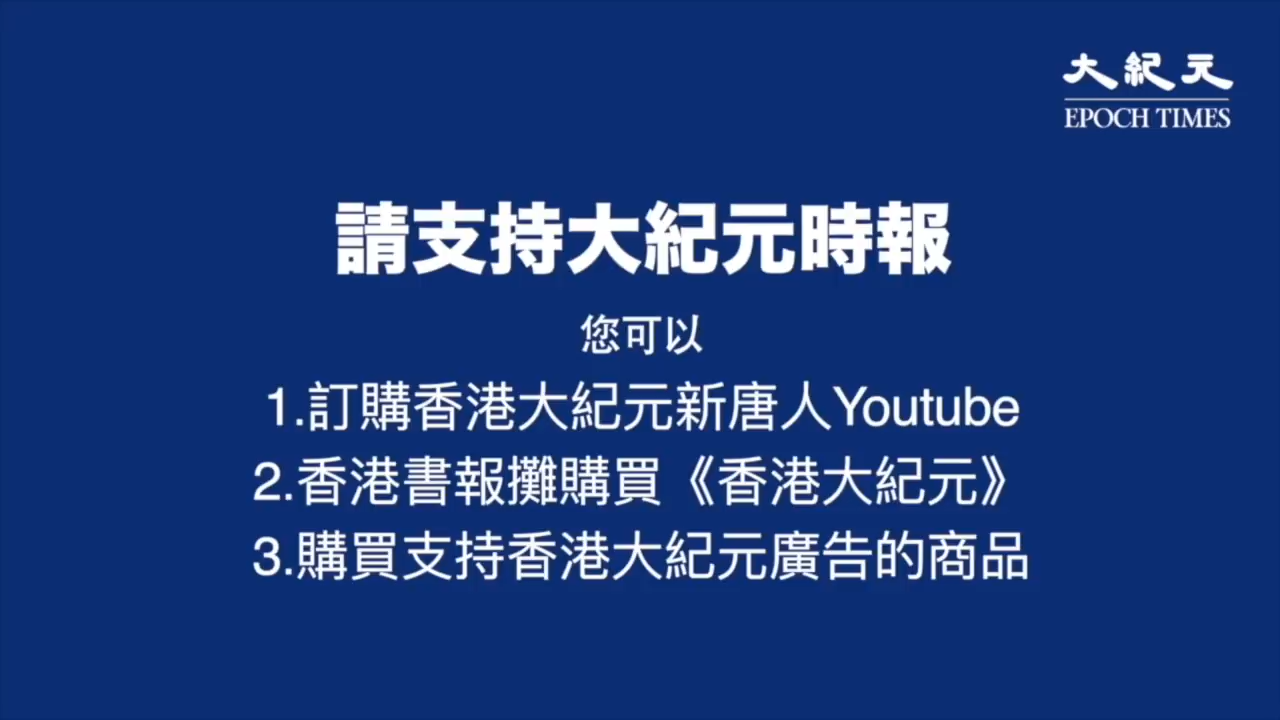 大紀元
EPOCH TIMES
請支持大紀元時報
您可以
1.訂購香港大紀元新唐人Youtube
2.香港書報攤購買《香港大紀元》
3.購買支持香港大紀元廣告的商品